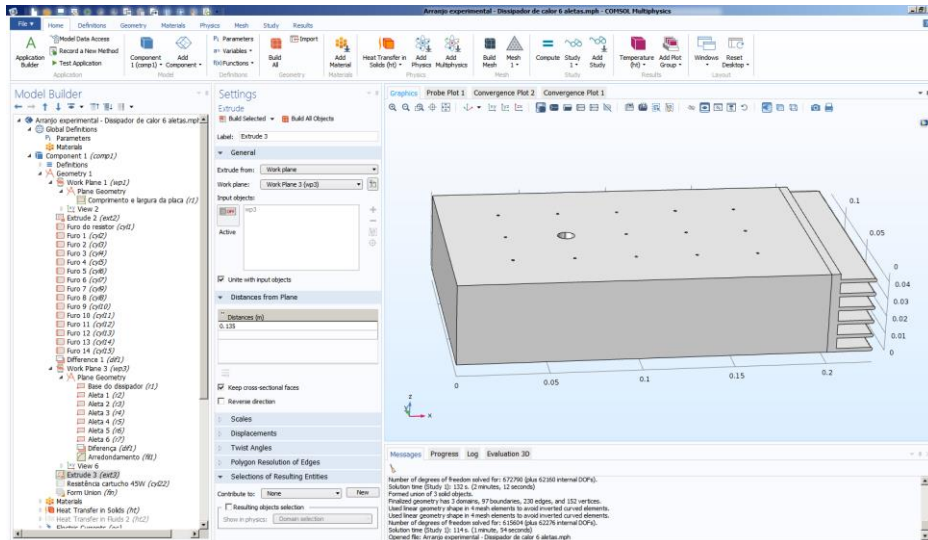 Arranjo experimental - Dissipador de calor 6 aletas.mph - COMSOL Multiphysics
File Home Definitions Geometry Materials Physics Mesh Study Results
Application Builder
Model Data Access
Record a New Method
Test Application
Application
Component 1 (comp1)
Add Component
Model
Pi Parameters
a= Variables
f(x) Functions
Definitions
Build All
Import
Geometry
Add Material
Materials
Heat Transfer in Solids (ht)
Add Physics
Add Multiphysics
Physics
Build Mesh
Mesh 1
Mesh
Compute
Study 1
Add Study
Study
Temperature (ht)
Add Plot Group
Results
Windows
Reset Desktop
Layout
Model Builder
Arranjo experimental - Dissipador de calor 6 aletas.mph
Global Definitions
Pi Parameters
Materials
Component 1 (comp1)
Definitions
Geometry 1
Work Plane 1 (wp1)
Plane Geometry
Comprimento e largura da placa (r1)
View 2
Extrude 2 (ext2)
Furo do resistor (cyl1)
Furo 1 (cyl2)
Furo 2 (cyl3)
Furo 3 (cyl4)
Furo 4 (cyl5)
Furo 5 (cyl6)
Furo 6 (cyl7)
Furo 7 (cyl9)
Furo 8 (cyl8)
Furo 9 (cyl10)
Furo 10 (cyl11)
Furo 11 (cyl12)
Furo 12 (cyl13)
Furo 13 (cyl14)
Furo 14 (cyl15)
Difference 1 (dif1)
Work Plane 3 (wp3)
Plane Geometry
Base do dissipador (r1)
Aleta 1 (r2)
Aleta 2 (r3)
Aleta 3 (r4)
Aleta 4 (r5)
Aleta 5 (r6)
Aleta 6 (r7)
Diferença (dif1)
Arredondamento (fil1)
View 6
Extrude 3 (ext3)
Resistência cartucho 45W (cyl22)
Form Union (fin)
Materials
Heat Transfer in Solids (ht)
Heat Transfer in Fluids 2 (ht2)
Settings
Extrude
Build Selected Build All Objects
Label: Extrude 3
General
Extrude from: Work plane
Work plane: Work Plane 3 (wp3)
Input objects:
OFF
wp3
Active
Unite with input objects
Distances from Plane
Distances (m)
0.135
Keep cross-sectional faces
Reverse direction
Scales
Displacements
Twist Angles
Polygon Resolution of Edges
Selections of Resulting Entities
Contribute to: None New
Resulting objects selection
Show in physics: Domain selection
Graphics Probe Plot 1 Convergence Plot 2 Convergence Plot 1
0.1
0.05
0
0.04
0.03
0.02
0.01
0
0
0.05
0.1
0.15
0.2
z
y
x
Messages Progress Log Evaluation 3D
Number of degrees of freedom solved for: 672790 (plus 62160 internal DOFs).
Solution time (Study 1): 132 s. (2 minutes, 12 seconds)
Formed union of 3 solid objects.
Finalized geometry has 3 domains, 97 boundaries, 230 edges, and 152 vertices.
Used linear geometry shape in 4 mesh elements to avoid inverted curved elements.
Used linear geometry shape in 4 mesh elements to avoid inverted curved elements.
Number of degrees of freedom solved for: 615604 (plus 62276 internal DOFs).
Solution time (Study 1): 114 s. (1 minute, 54 seconds)
Opened file: Arranjo experimental - Dissipador de calor 6 aletas.mph